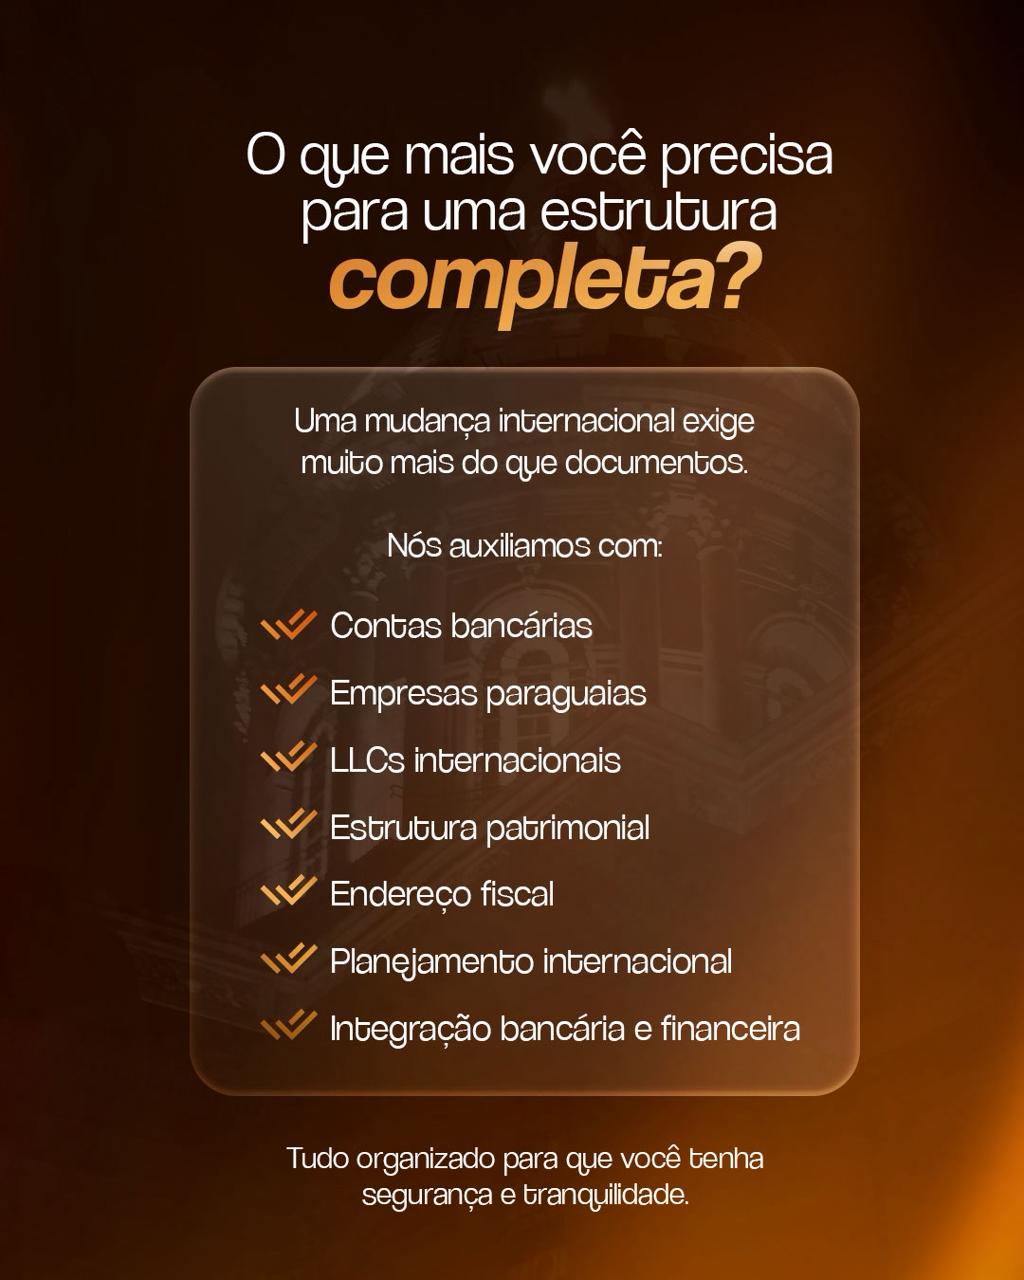 O que mais você precisa
para uma estrutura
completa?
Uma mudança internacional exige
muito mais do que documentos.
Nós auxiliamos com:
Contas bancárias
Empresas paraguaias
LLCs internacionais
Estrutura patrimonial
Endereço fiscal
Planejamento internacional
Integração bancária e financeira
Tudo organizado para que você tenha
segurança e tranquilidade.